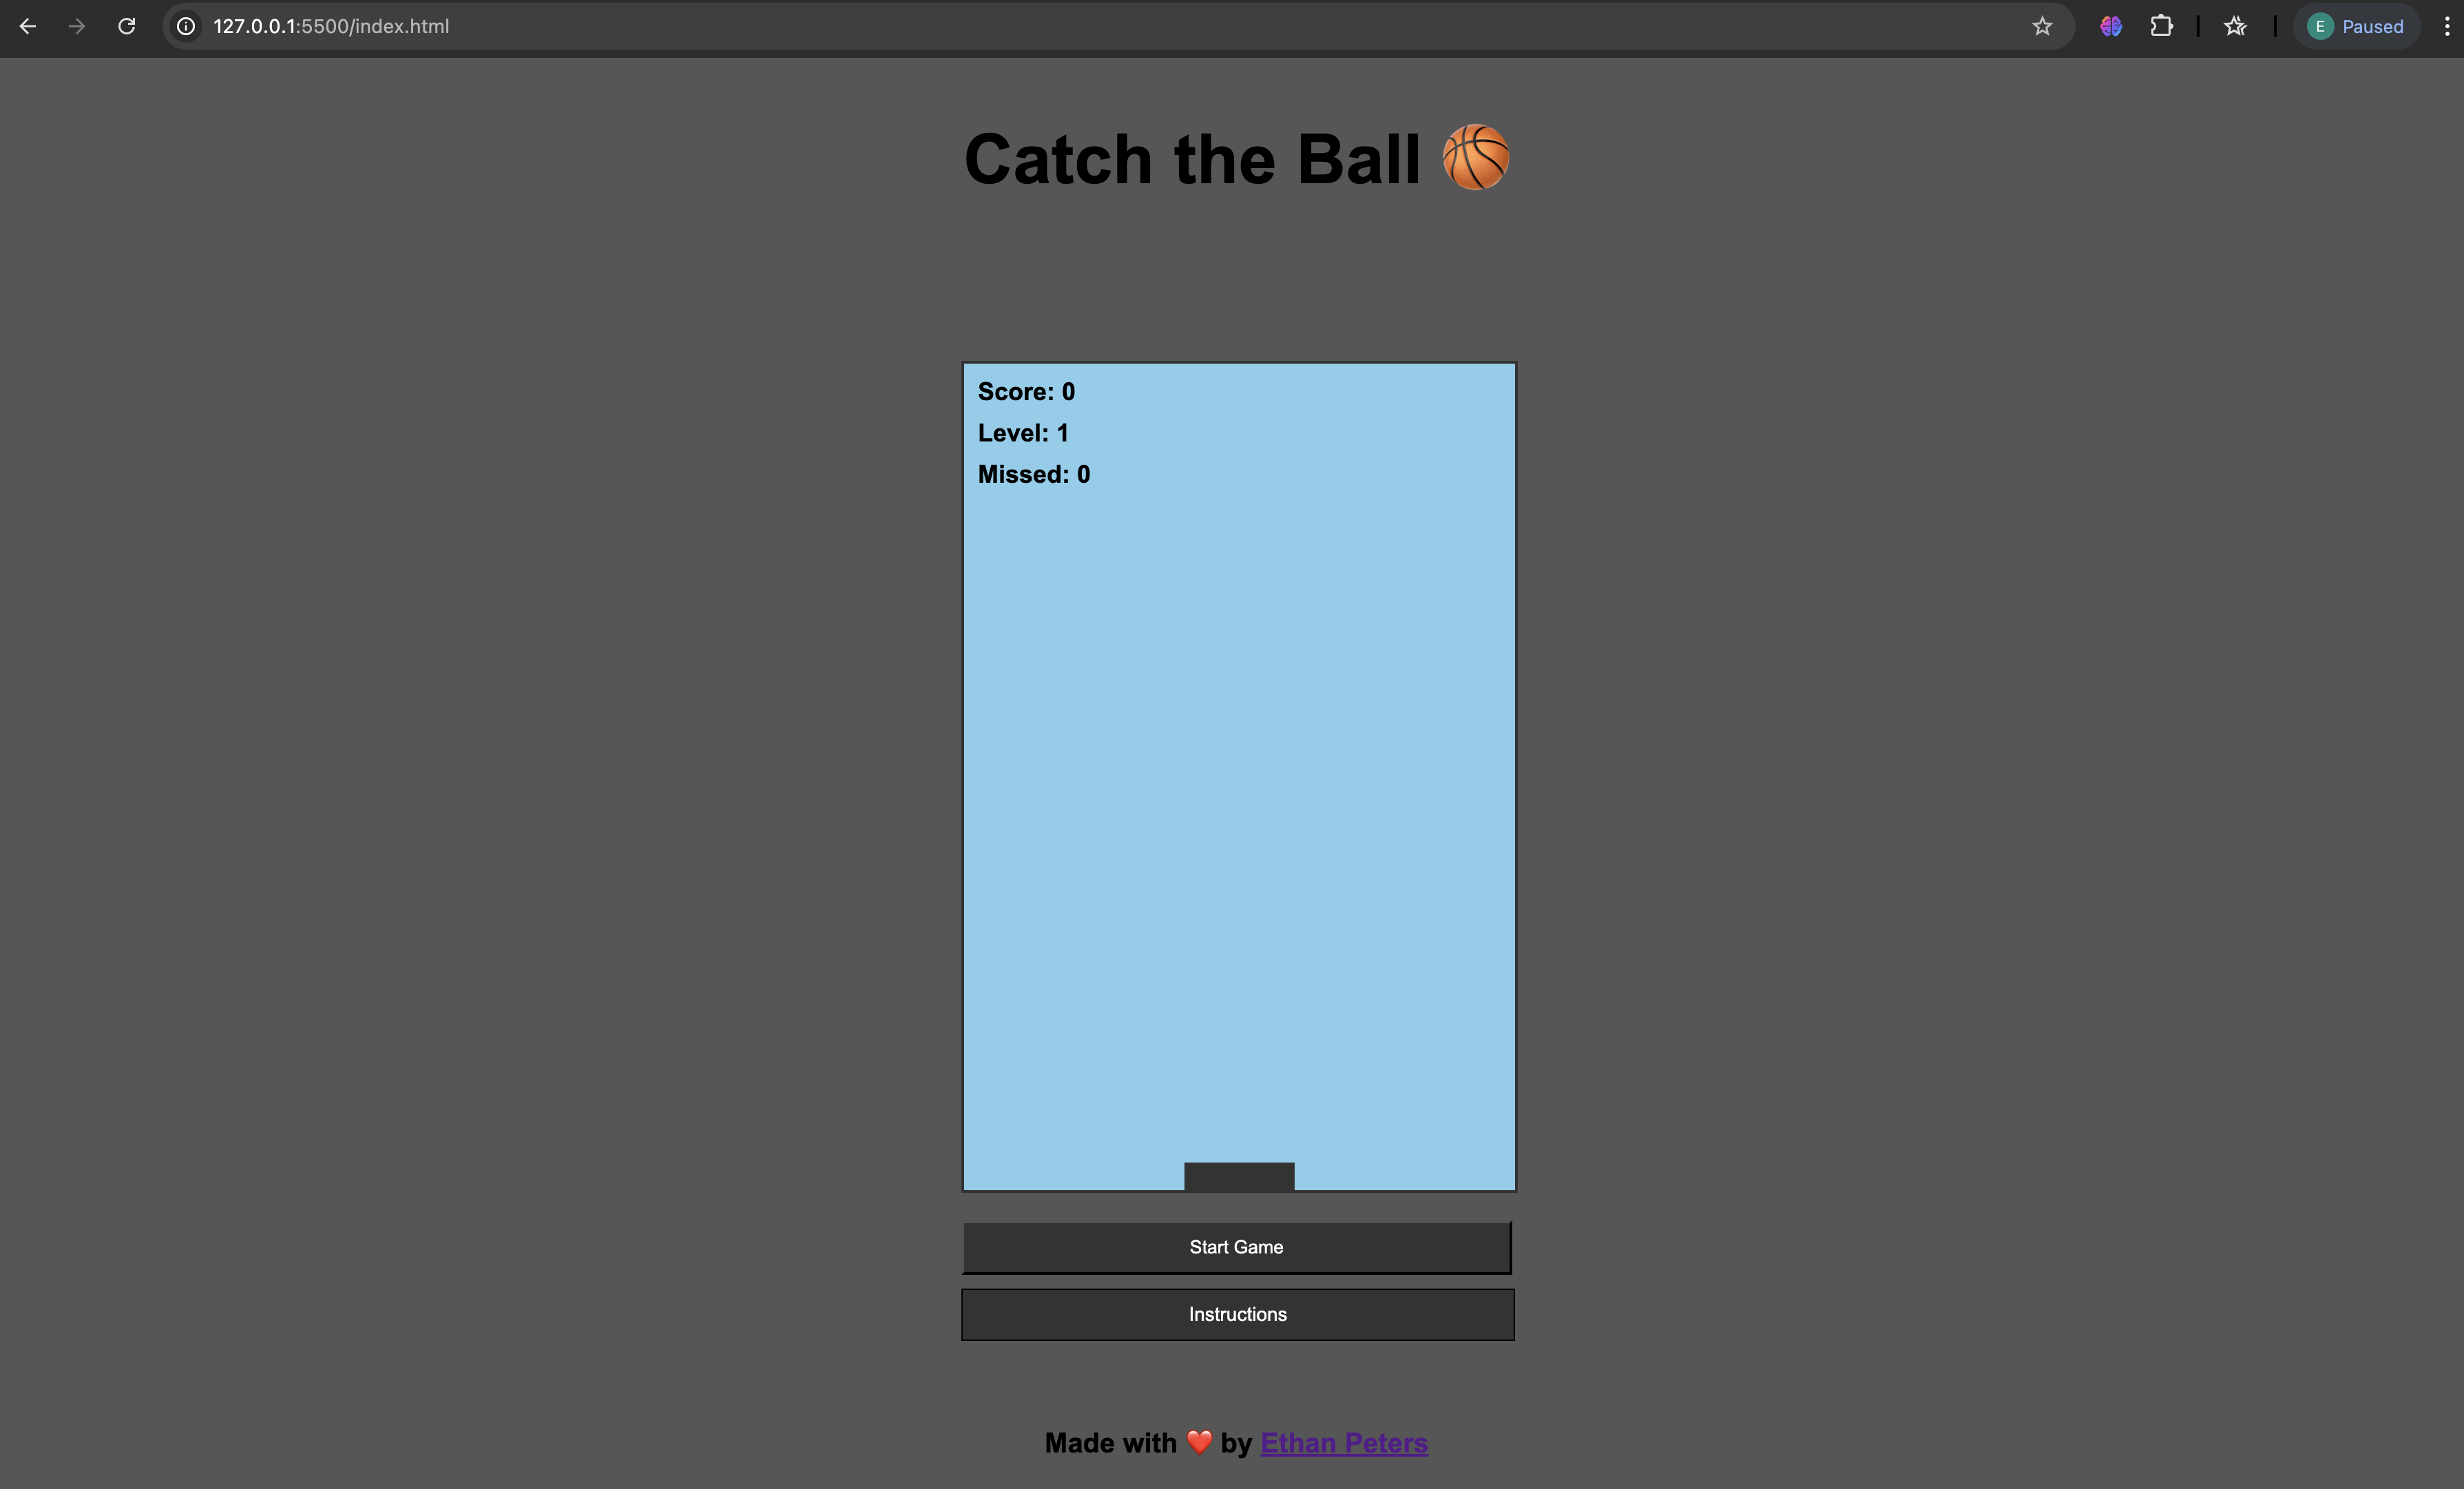 127.0.0.1:5500/index.html
E Paused
Catch the Ball 🏀
Score: 0
Level: 1
Missed: 0
Start Game
Instructions
Made with ❤️ by Ethan Peters